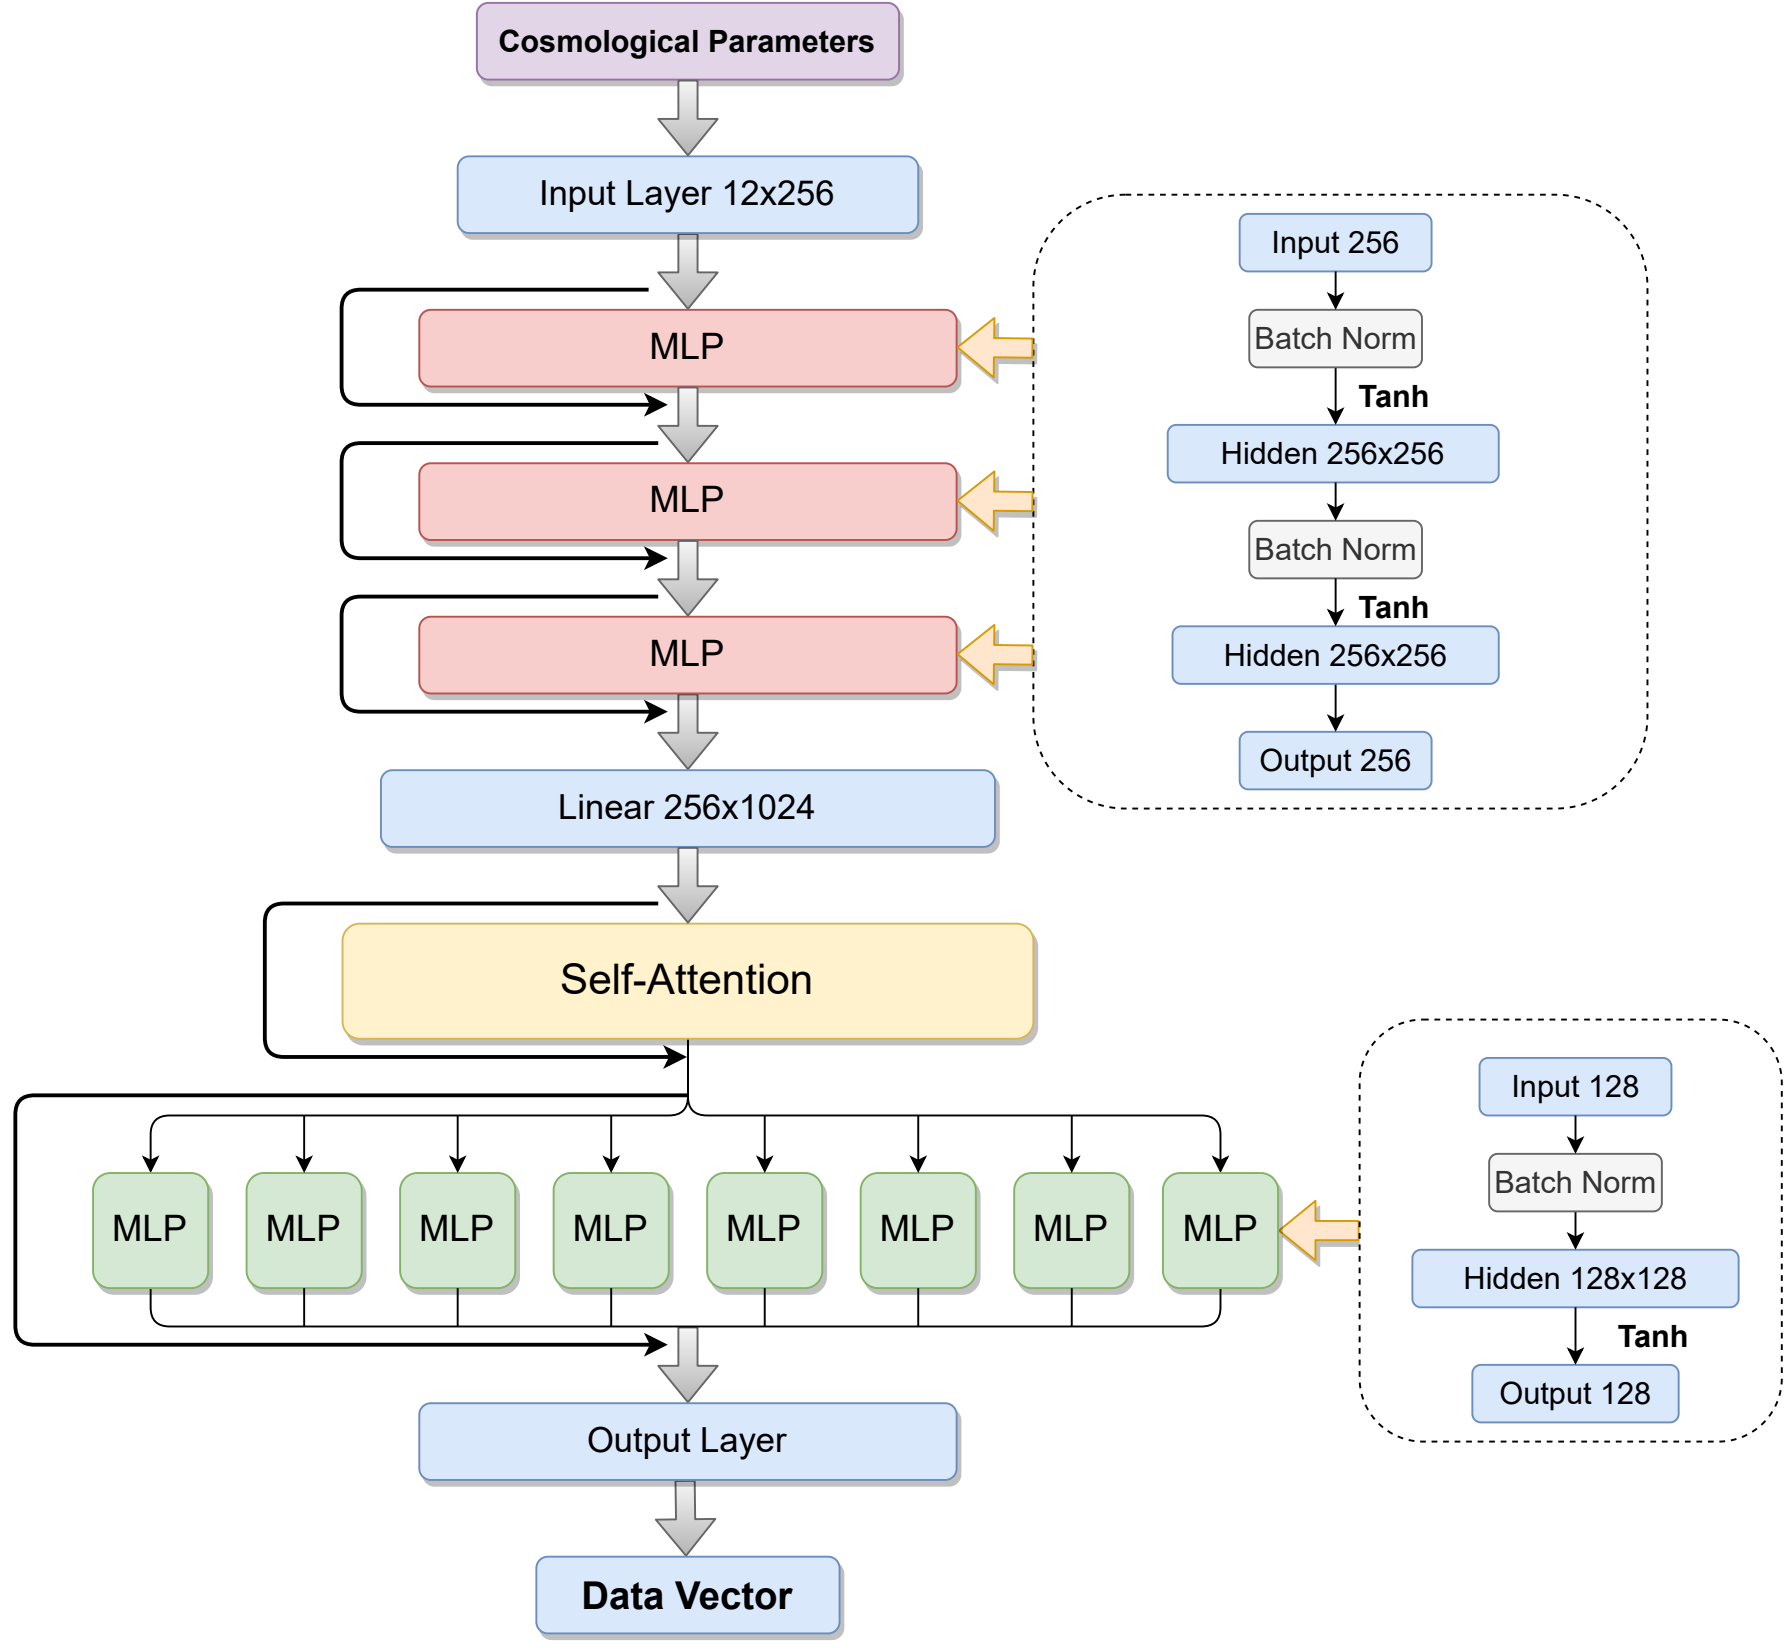 Cosmological Parameters
Input Layer 12x256
MLP
MLP
MLP
Linear 256x1024
Self-Attention
MLP MLP MLP MLP MLP MLP MLP MLP
Output Layer
Data Vector
Input 256
Batch Norm
Tanh
Hidden 256x256
Batch Norm
Tanh
Hidden 256x256
Output 256
Input 128
Batch Norm
Hidden 128x128
Tanh
Output 128